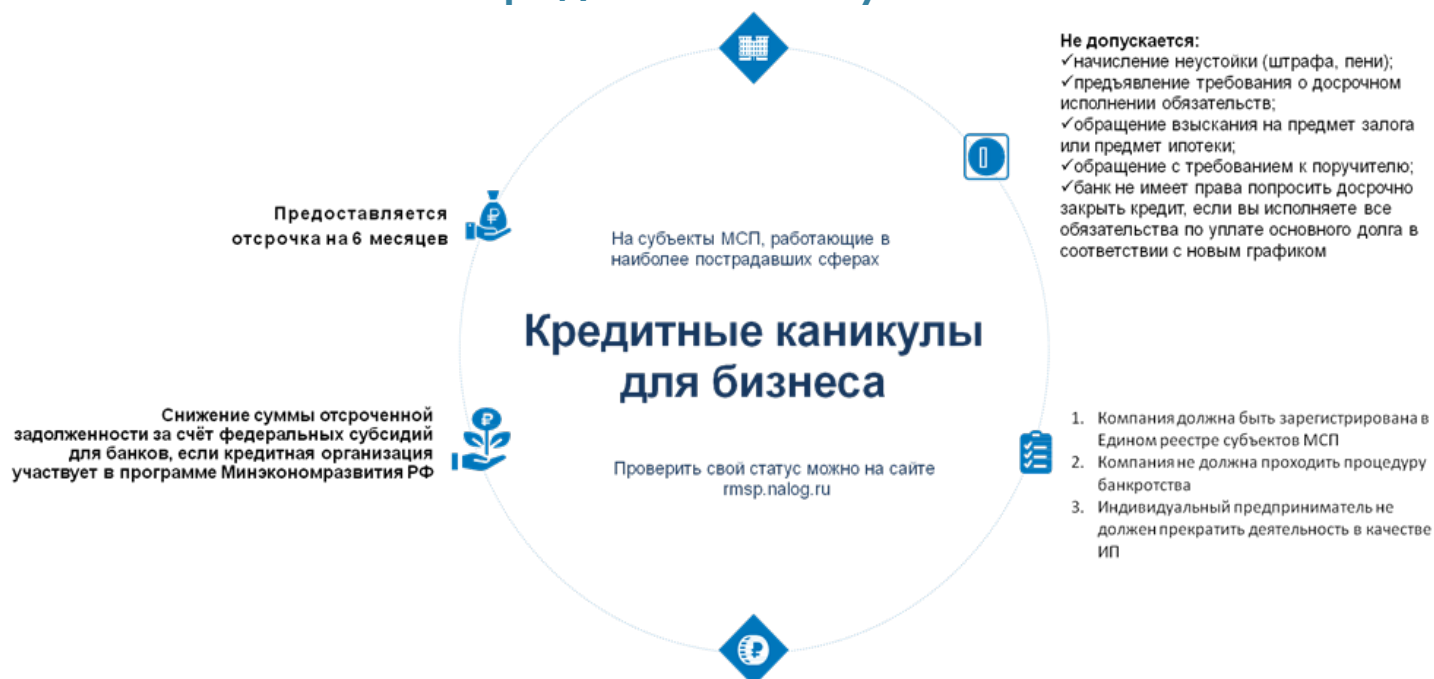 Не допускается:
✓начисление неустойки (штрафа, пени);
✓предъявление требования о досрочном
исполнении обязательств;
✓обращение взыскания на предмет залога
или предмет ипотеки;
✓обращение с требованием к поручителю;
✓банк не имеет права попросить досрочно
закрыть кредит, если вы исполняете все
обязательства по уплате основного долга в
соответствии с новым графиком
Предоставляется
отсрочка на 6 месяцев
На субъекты МСП, работающие в
наиболее пострадавших сферах
Кредитные каникулы
для бизнеса
Снижение суммы отсроченной
задолженности за счёт федеральных субсидий
для банков, если кредитная организация
участвует в программе Минэкономразвития РФ
Проверить свой статус можно на сайте
rmsp.nalog.ru
1. Компания должна быть зарегистрирована в
Едином реестре субъектов МСП
2. Компания не должна проходить процедуру
банкротства
3. Индивидуальный предприниматель не
должен прекратить деятельность в качестве
ИП